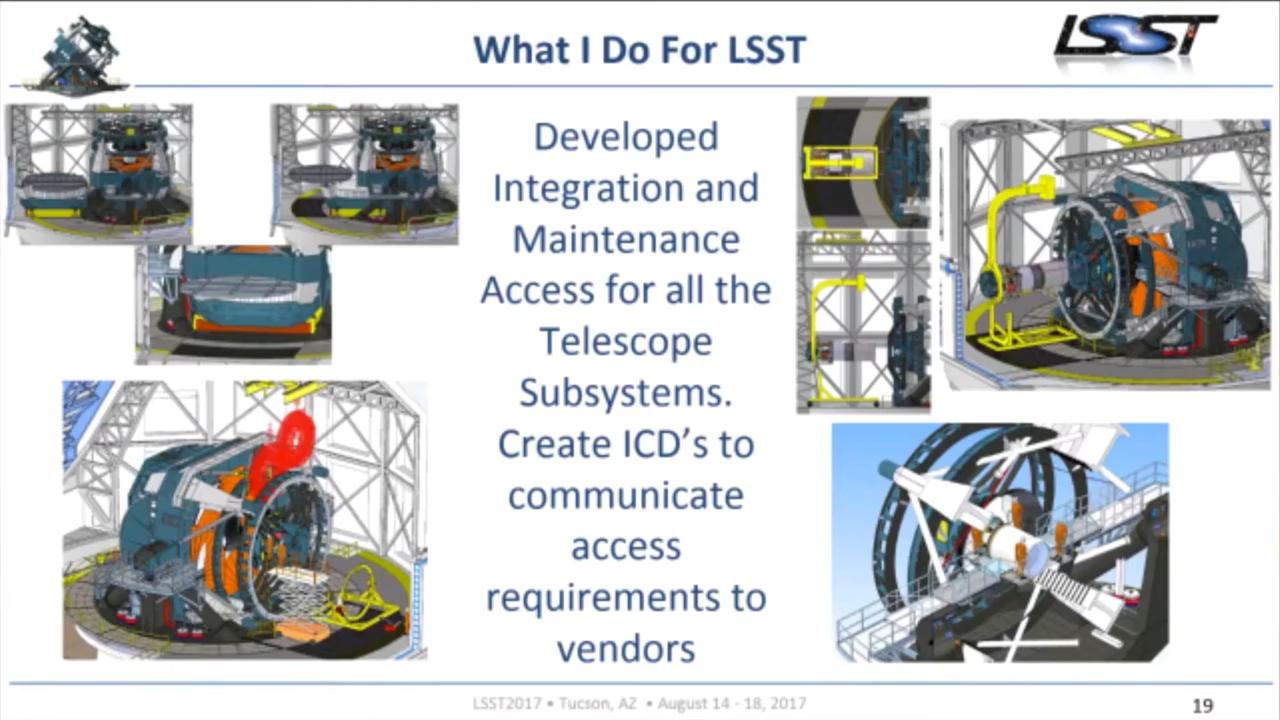 What I Do For LSST
LSST
Developed
Integration and
Maintenance
Access for all the
Telescope
Subsystems.
Create ICD’s to
communicate
access
requirements to
vendors
LSST2017 • Tucson, AZ • August 14 - 18, 2017
19